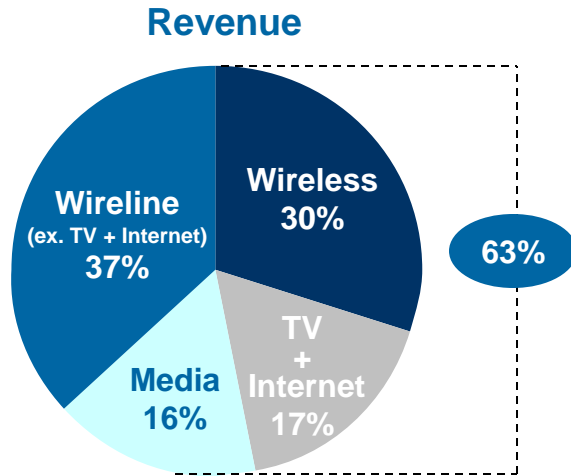 Revenue
Wireless
30%
Wireline
(ex. TV + Internet)
37%
63%
TV
+
Internet
17%
Media
16%